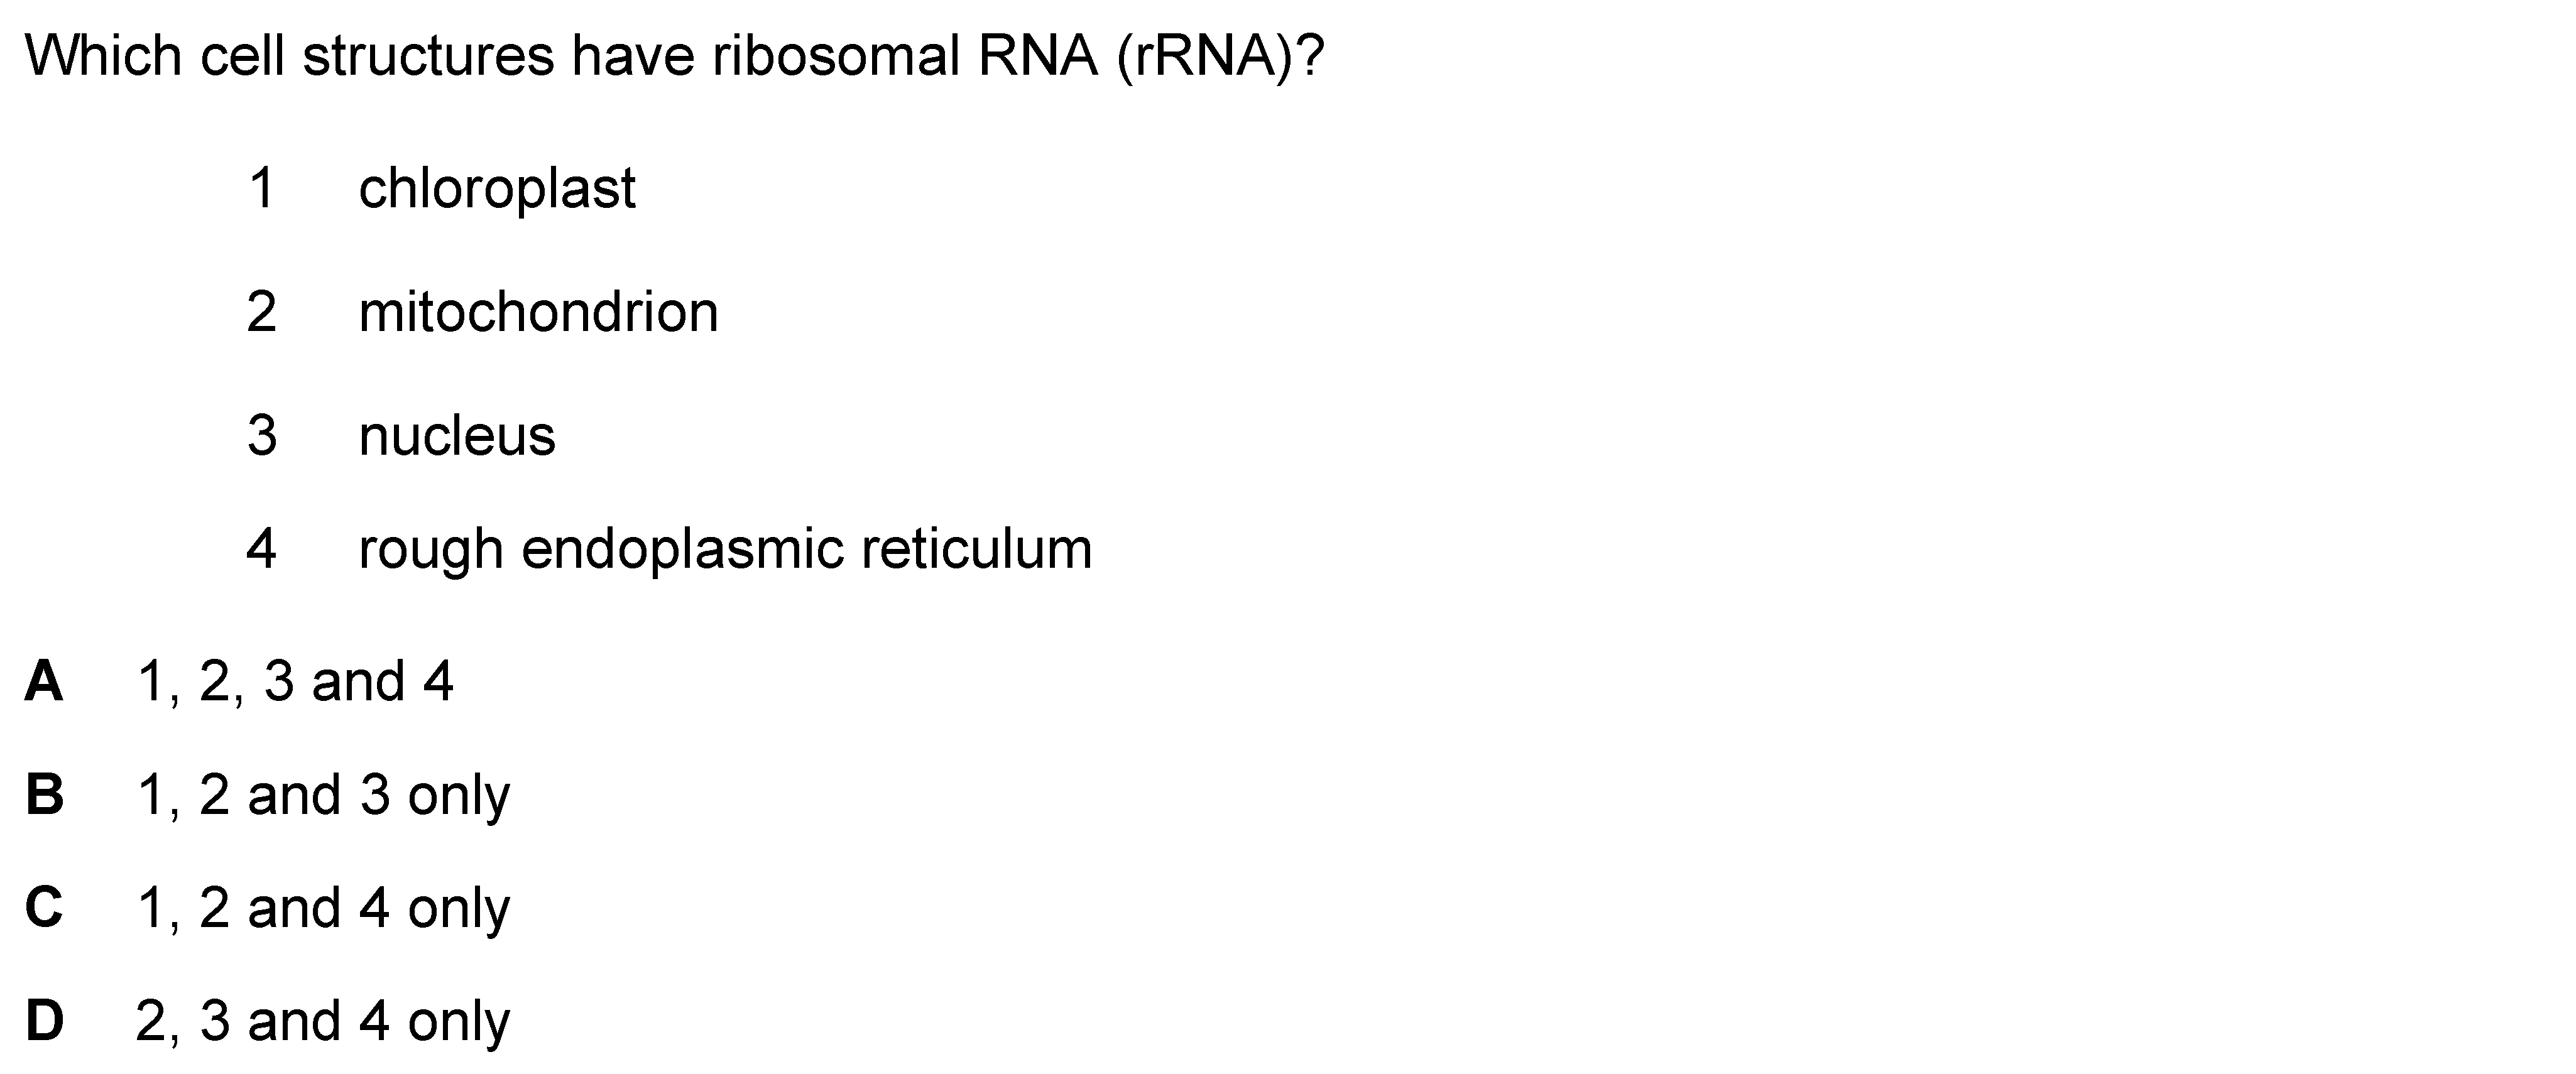 Which cell structures have ribosomal RNA (rRNA)?
1 chloroplast
2 mitochondrion
3 nucleus
4 rough endoplasmic reticulum
A 1, 2, 3 and 4
B 1, 2 and 3 only
C 1, 2 and 4 only
D 2, 3 and 4 only